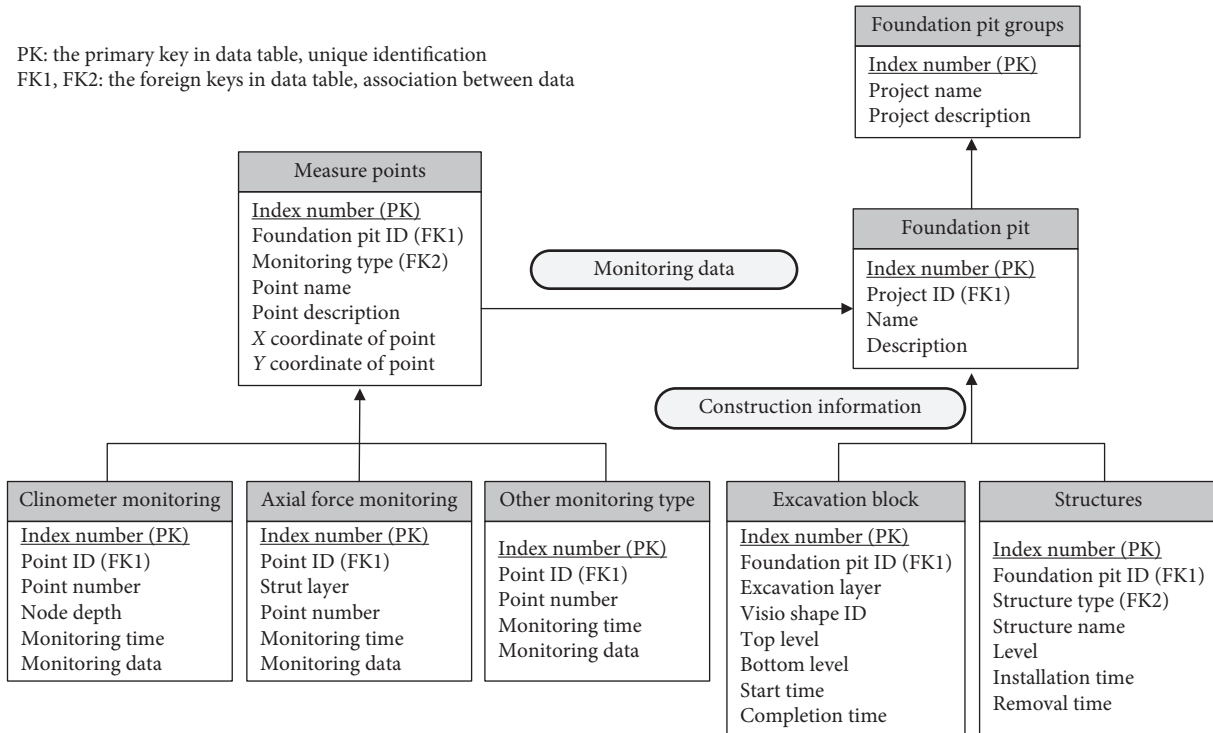 PK: the primary key in data table, unique identification
FK1, FK2: the foreign keys in data table, association between data
Foundation pit groups
Index number (PK)
Project name
Project description
Measure points
Index number (PK)
Foundation pit ID (FK1)
Monitoring type (FK2)
Point name
Point description
X coordinate of point
Y coordinate of point
Monitoring data
Foundation pit
Index number (PK)
Project ID (FK1)
Name
Description
Construction information
Clinometer monitoring
Index number (PK)
Point ID (FK1)
Point number
Node depth
Monitoring time
Monitoring data
Axial force monitoring
Index number (PK)
Point ID (FK1)
Strut layer
Point number
Monitoring time
Monitoring data
Other monitoring type
Index number (PK)
Point ID (FK1)
Point number
Monitoring time
Monitoring data
Excavation block
Index number (PK)
Foundation pit ID (FK1)
Excavation layer
Visio shape ID
Top level
Bottom level
Start time
Completion time
Structures
Index number (PK)
Foundation pit ID (FK1)
Structure type (FK2)
Structure name
Level
Installation time
Removal time